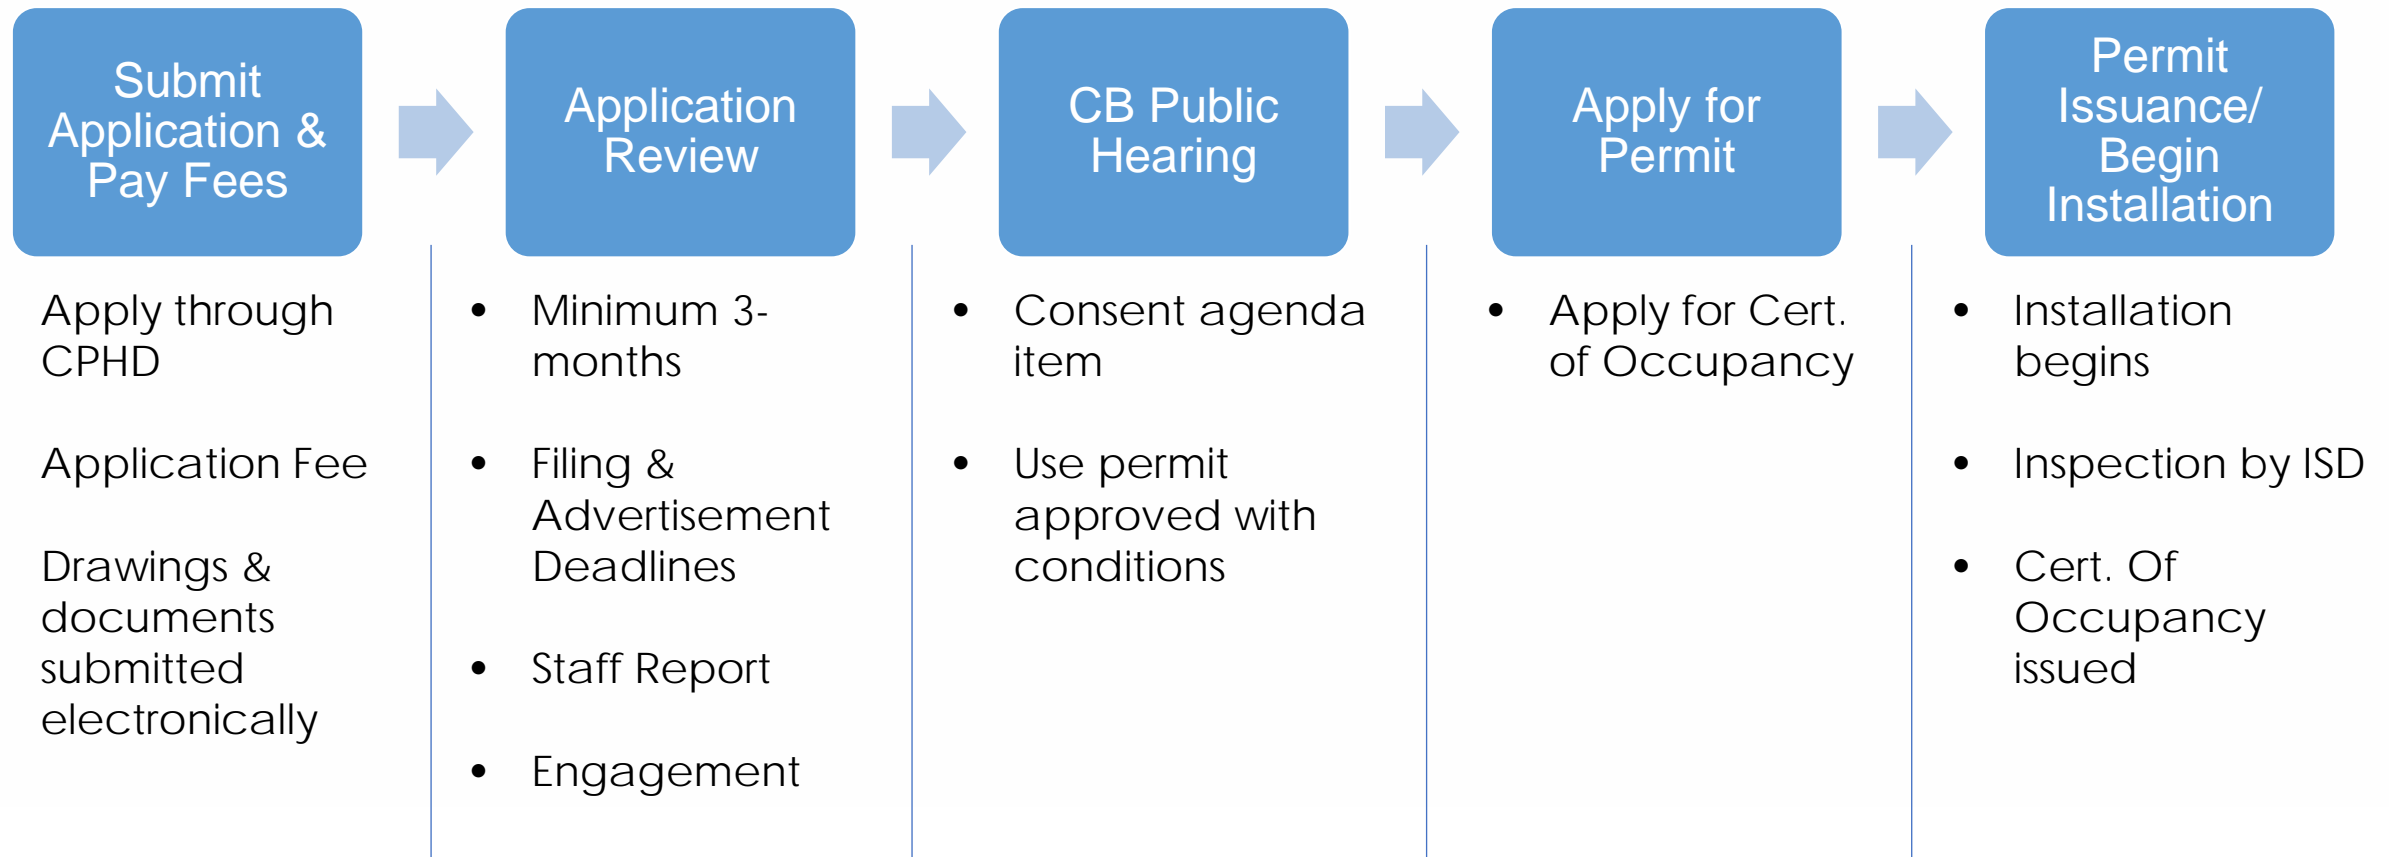 Submit
Application &
Pay Fees
Application
Review
CB Public
Hearing
Apply for
Permit
Permit
Issuance/
Begin
Installation
Apply through
CPHD
Application Fee
Drawings &
documents
submitted
electronically
• Minimum 3-
months
• Filing &
Advertisement
Deadlines
• Staff Report
• Engagement
• Consent agenda
item
• Use permit
approved with
conditions
• Apply for Cert.
of Occupancy
• Installation
begins
• Inspection by ISD
• Cert. Of
Occupancy
issued